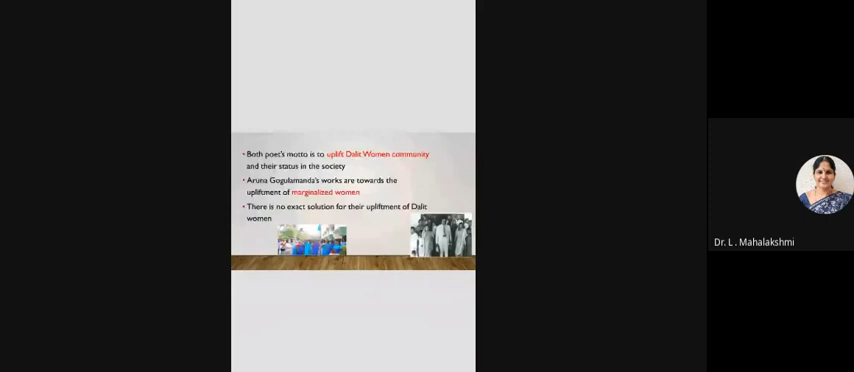 • Both poet's motto is to uplift Dalit Women community
and their status in the society
• Aruna Gogulamanda's works are towards the
upliftment of marginalized women
• There is no exact solution for their upliftment of Dalit
women
Dr. L . Mahalakshmi